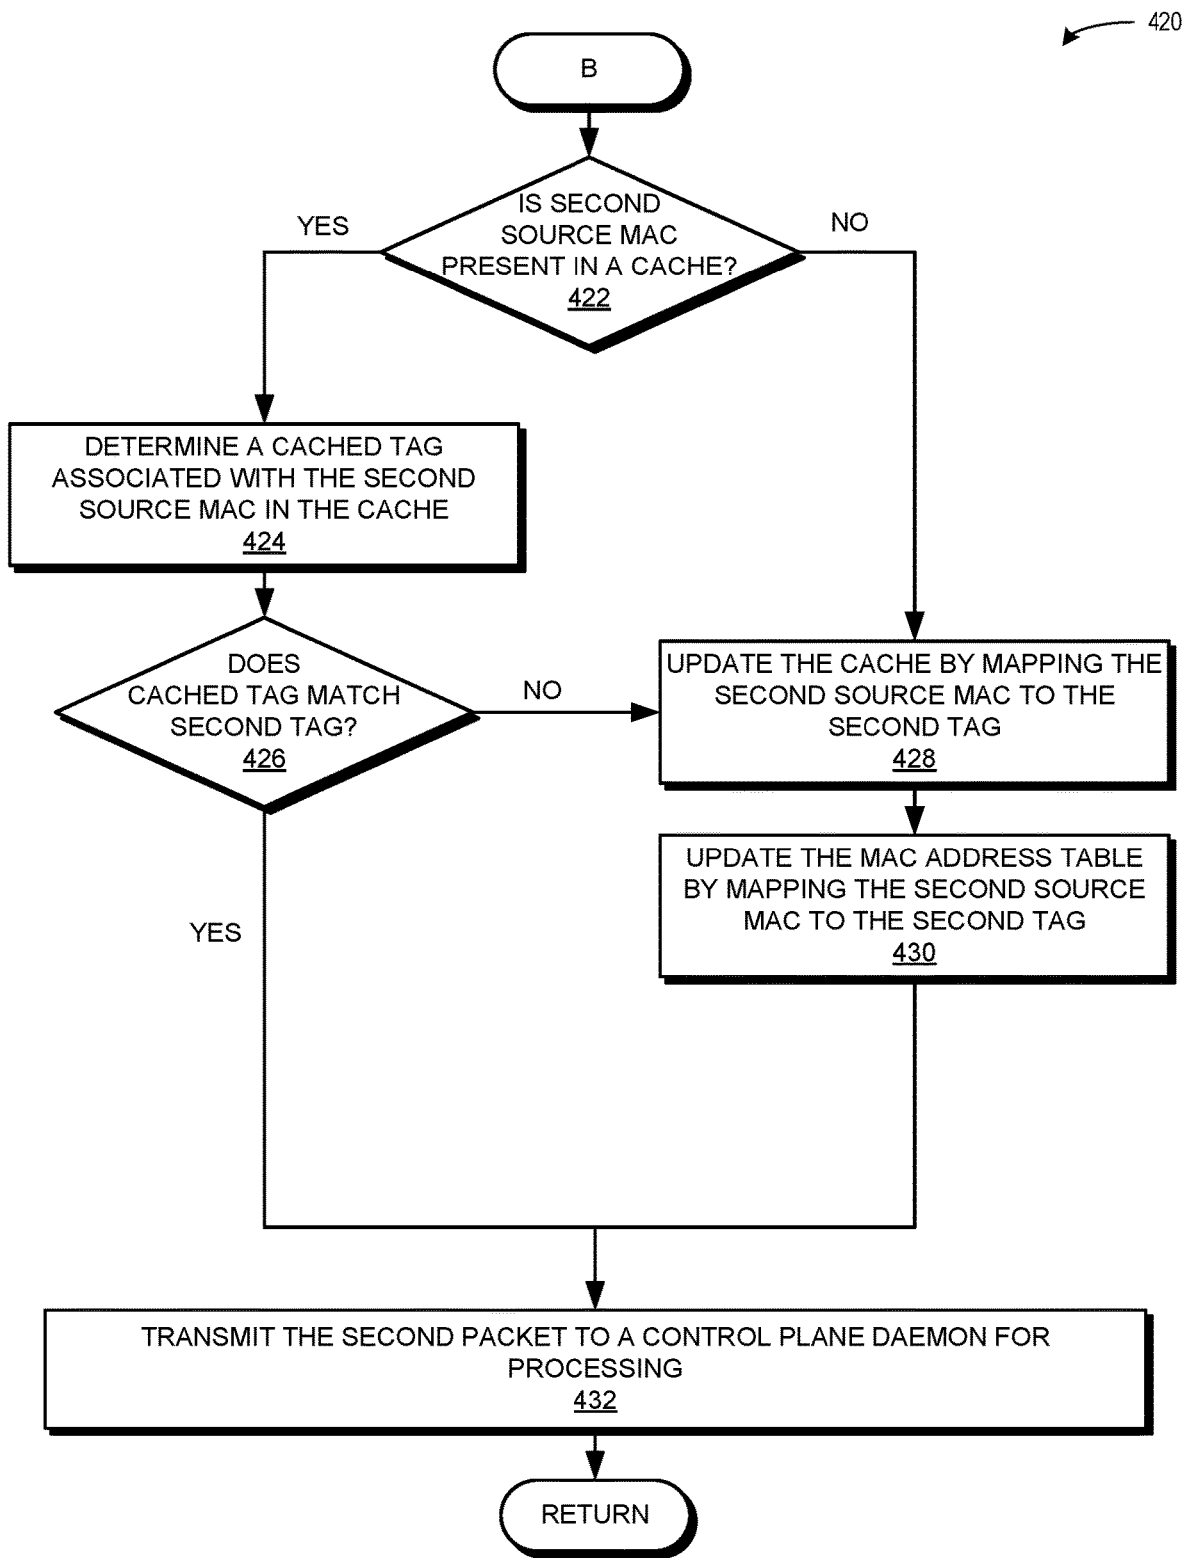 420
B
IS SECOND
SOURCE MAC
PRESENT IN A CACHE?
422
YES
NO
DETERMINE A CACHED TAG
ASSOCIATED WITH THE SECOND
SOURCE MAC IN THE CACHE
424
DOES
CACHED TAG MATCH
SECOND TAG?
426
NO
YES
UPDATE THE CACHE BY MAPPING THE
SECOND SOURCE MAC TO THE
SECOND TAG
428
UPDATE THE MAC ADDRESS TABLE
BY MAPPING THE SECOND SOURCE
MAC TO THE SECOND TAG
430
TRANSMIT THE SECOND PACKET TO A CONTROL PLANE DAEMON FOR
PROCESSING
432
RETURN